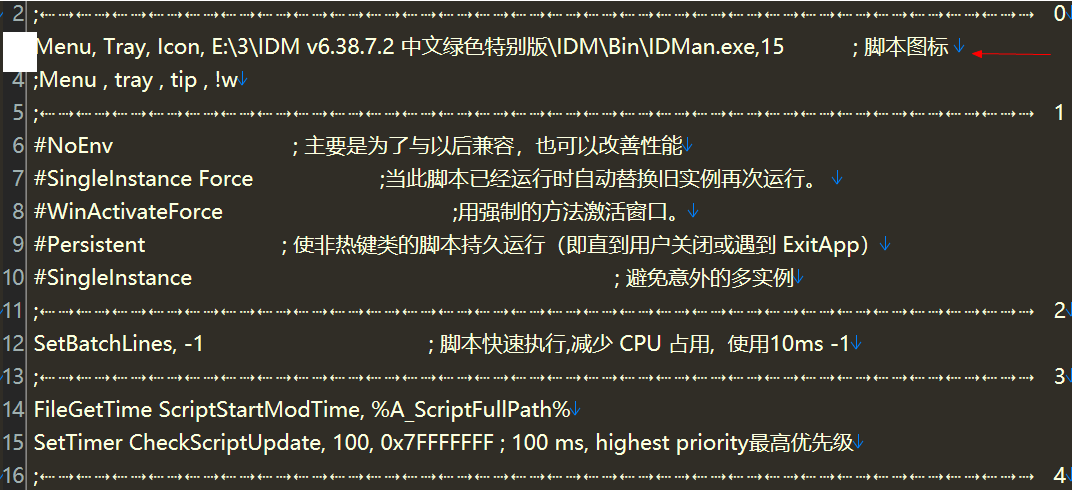 2 ;←┄→←┄→←┄→←┄→←┄→←┄→←┄→←┄→←┄→←┄→←┄→←┄→←┄→←┄→←┄→←┄→←┄→←┄→←┄→←┄→←┄→←┄→←┄→←┄→←┄→←┄→←┄→ 0
Menu, Tray, Icon, E:\3\IDM v6.38.7.2 中文绿色特别版\IDM\Bin\IDMan.exe,15 ; 脚本图标↓
4 ;Menu , tray , tip , !w↓
5 ;←┄→←┄→←┄→←┄→←┄→←┄→←┄→←┄→←┄→←┄→←┄→←┄→←┄→←┄→←┄→←┄→←┄→←┄→←┄→←┄→←┄→←┄→←┄→←┄→←┄→←┄→←┄→ 1
6 #NoEnv ; 主要是为了与以后兼容，也可以改善性能↓
7 #SingleInstance Force ;当此脚本已经运行时自动替换旧实例再次运行。 ↓
8 #WinActivateForce ;用强制的方法激活窗口。↓
9 #Persistent ; 使非热键类的脚本持久运行（即直到用户关闭或遇到 ExitApp）↓
10 #SingleInstance ; 避免意外的多实例↓
11 ;←┄→←┄→←┄→←┄→←┄→←┄→←┄→←┄→←┄→←┄→←┄→←┄→←┄→←┄→←┄→←┄→←┄→←┄→←┄→←┄→←┄→←┄→←┄→←┄→←┄→←┄→←┄→ 2
12 SetBatchLines, -1 ; 脚本快速执行,减少 CPU 占用，使用10ms -1↓
13 ;←┄→←┄→←┄→←┄→←┄→←┄→←┄→←┄→←┄→←┄→←┄→←┄→←┄→←┄→←┄→←┄→←┄→←┄→←┄→←┄→←┄→←┄→←┄→←┄→←┄→←┄→←┄→ 3
14 FileGetTime ScriptStartModTime, %A_ScriptFullPath%↓
15 SetTimer CheckScriptUpdate, 100, 0x7FFFFFFF ; 100 ms, highest priority最高优先级↓
16 ;←┄→←┄→←┄→←┄→←┄→←┄→←┄→←┄→←┄→←┄→←┄→←┄→←┄→←┄→←┄→←┄→←┄→←┄→←┄→←┄→←┄→←┄→←┄→←┄→←┄→←┄→←┄→ 4